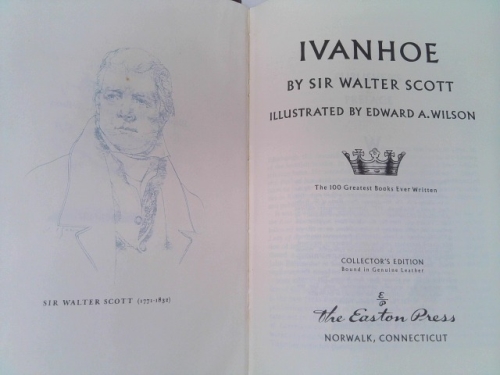 SIR WALTER SCOTT (1771-1832)
IVANHOE
BY SIR WALTER SCOTT
ILLUSTRATED BY EDWARD A. WILSON
The 100 Greatest Books Ever Written
COLLECTOR'S EDITION
Bound in Genuine Leather
E
P
The Easton Press
NORWALK, CONNECTICUT